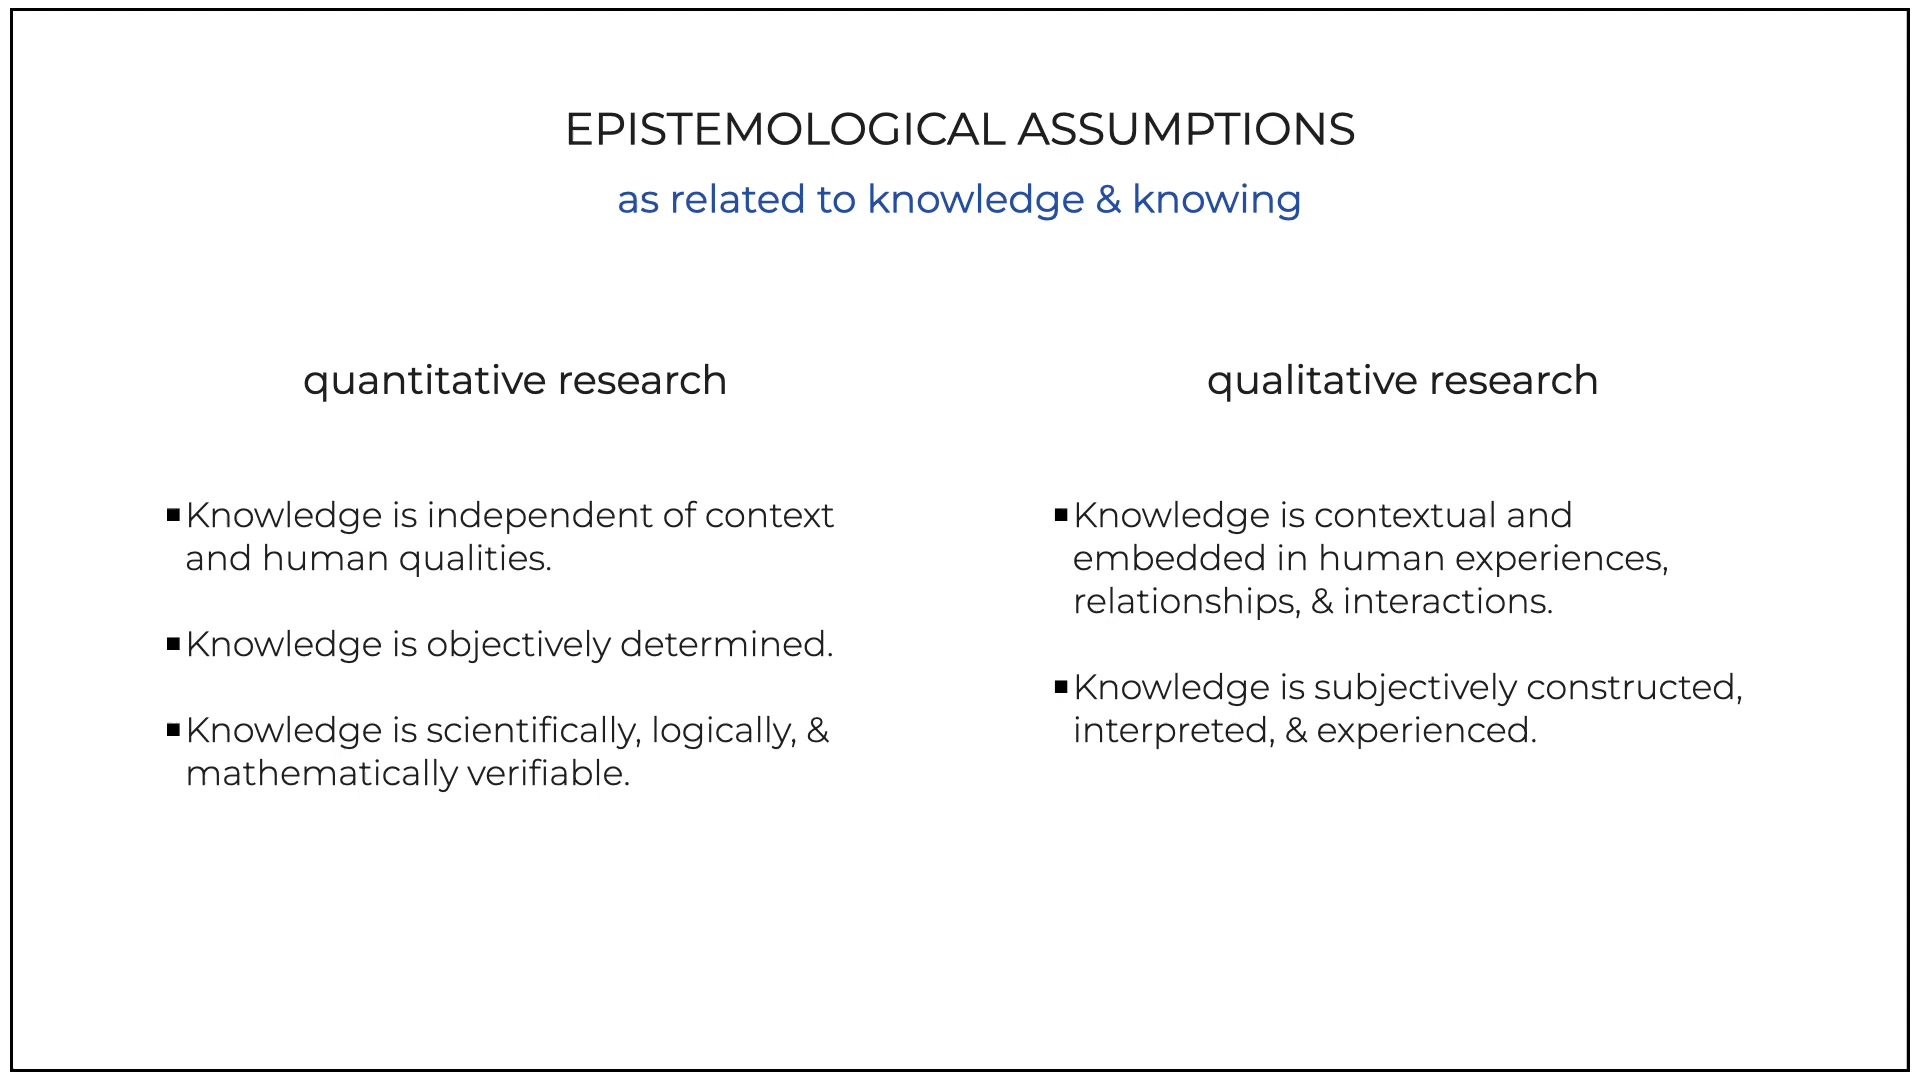 EPISTEMOLOGICAL ASSUMPTIONS
as related to knowledge & knowing
quantitative research
▪Knowledge is independent of context
and human qualities.
▪Knowledge is objectively determined.
▪Knowledge is scientifically, logically, &
mathematically verifiable.
qualitative research
▪Knowledge is contextual and
embedded in human experiences,
relationships, & interactions.
▪Knowledge is subjectively constructed,
interpreted, & experienced.